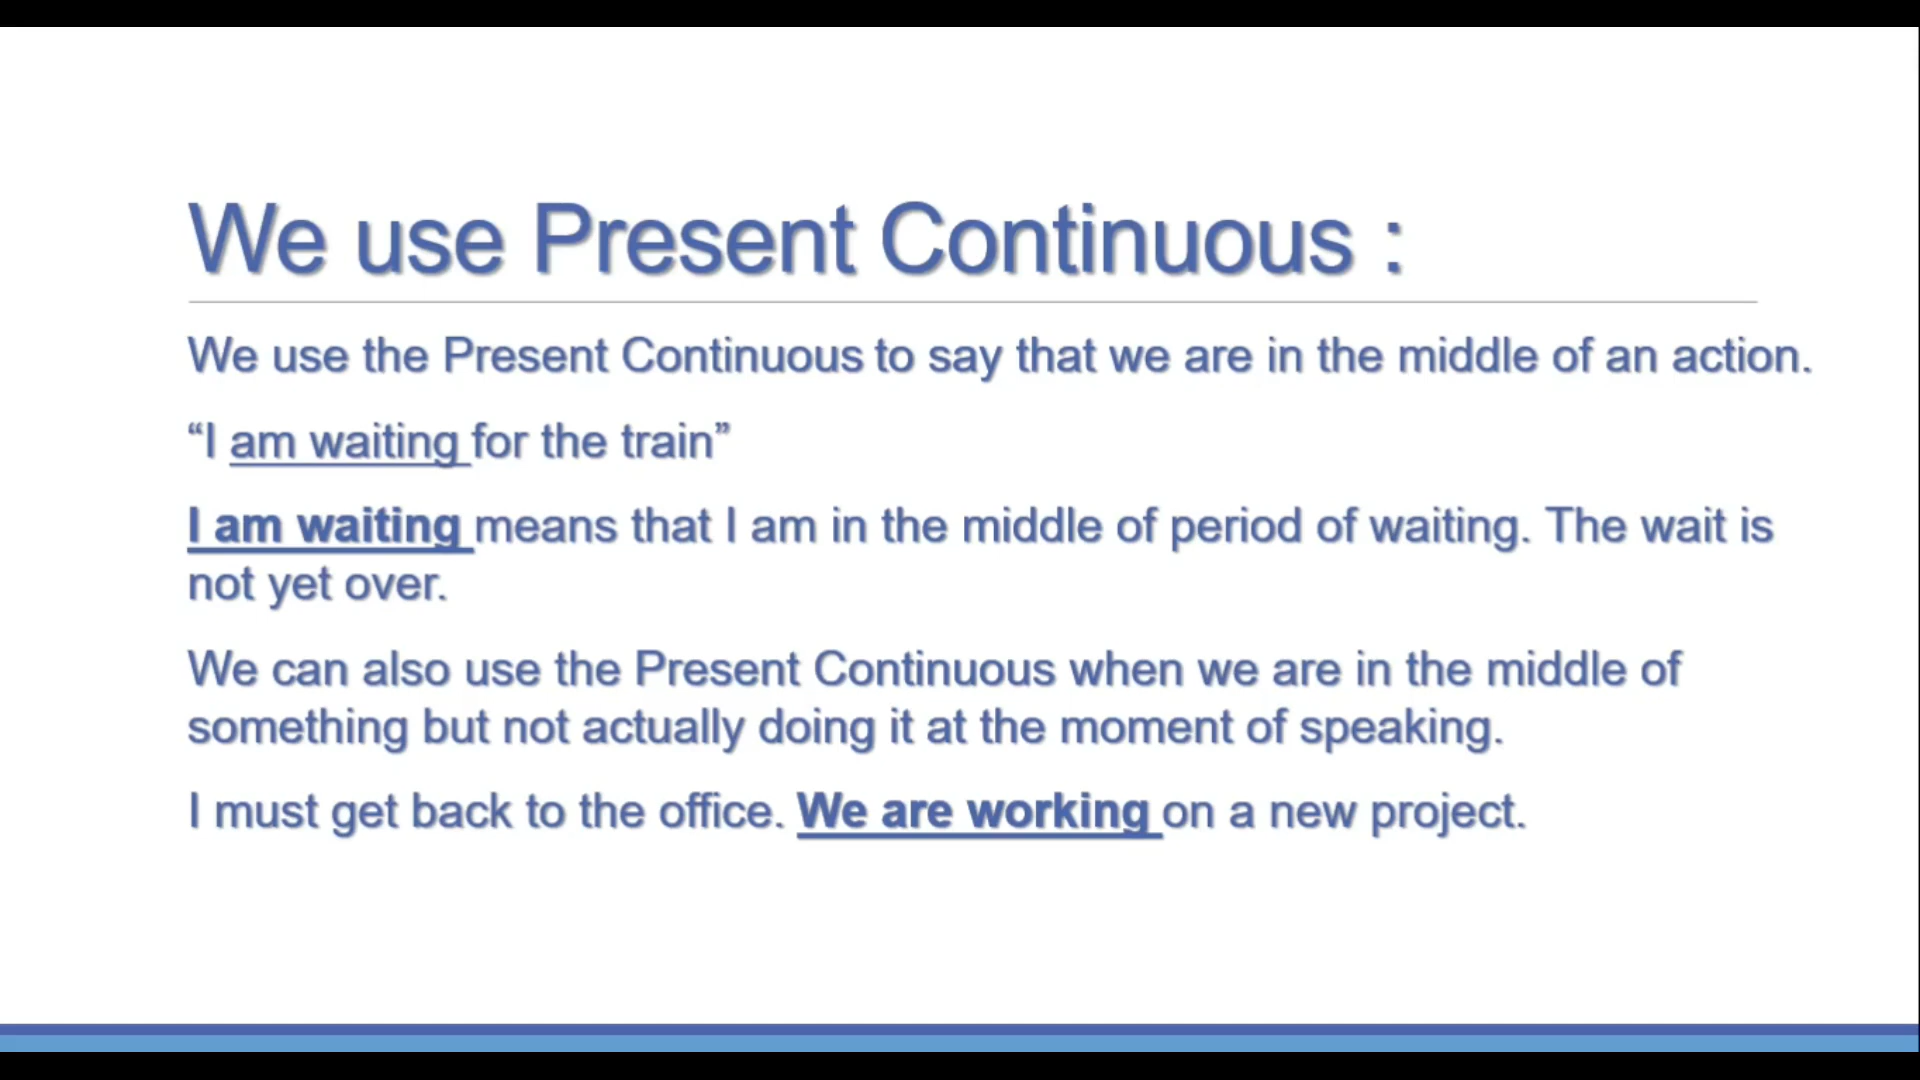 We use Present Continuous :
We use the Present Continuous to say that we are in the middle of an action.
“I am waiting for the train”
I am waiting means that I am in the middle of period of waiting. The wait is
not yet over.
We can also use the Present Continuous when we are in the middle of
something but not actually doing it at the moment of speaking.
I must get back to the office. We are working on a new project.